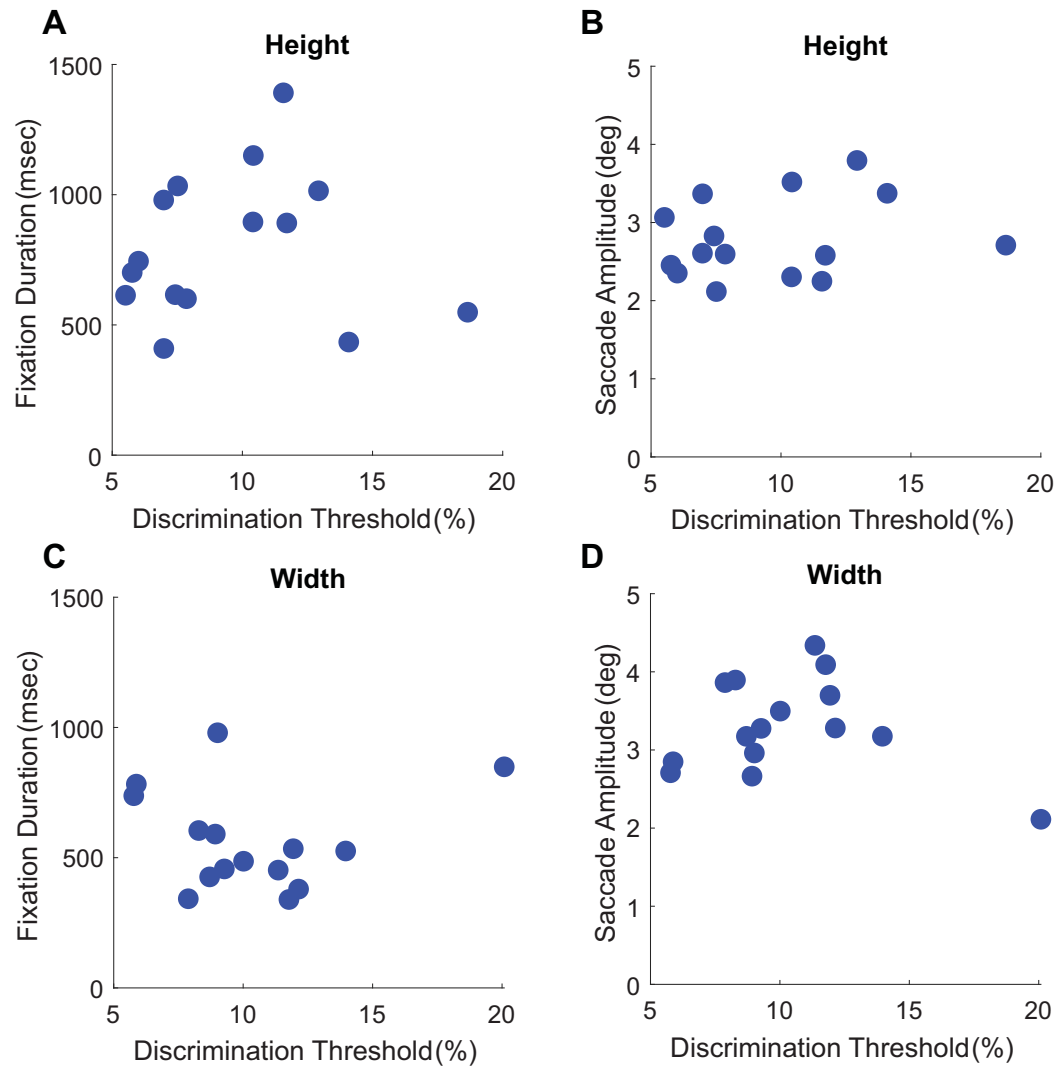 A
Height
1500
1000
500
0
Fixation Duration (msec)
5 10 15 20
Discrimination Threshold (%)
B
Height
5
4
3
2
1
0
Saccade Amplitude (deg)
5 10 15 20
Discrimination Threshold (%)
C
Width
1500
1000
500
0
Fixation Duration (msec)
5 10 15 20
Discrimination Threshold (%)
D
Width
5
4
3
2
1
0
Saccade Amplitude (deg)
5 10 15 20
Discrimination Threshold (%)